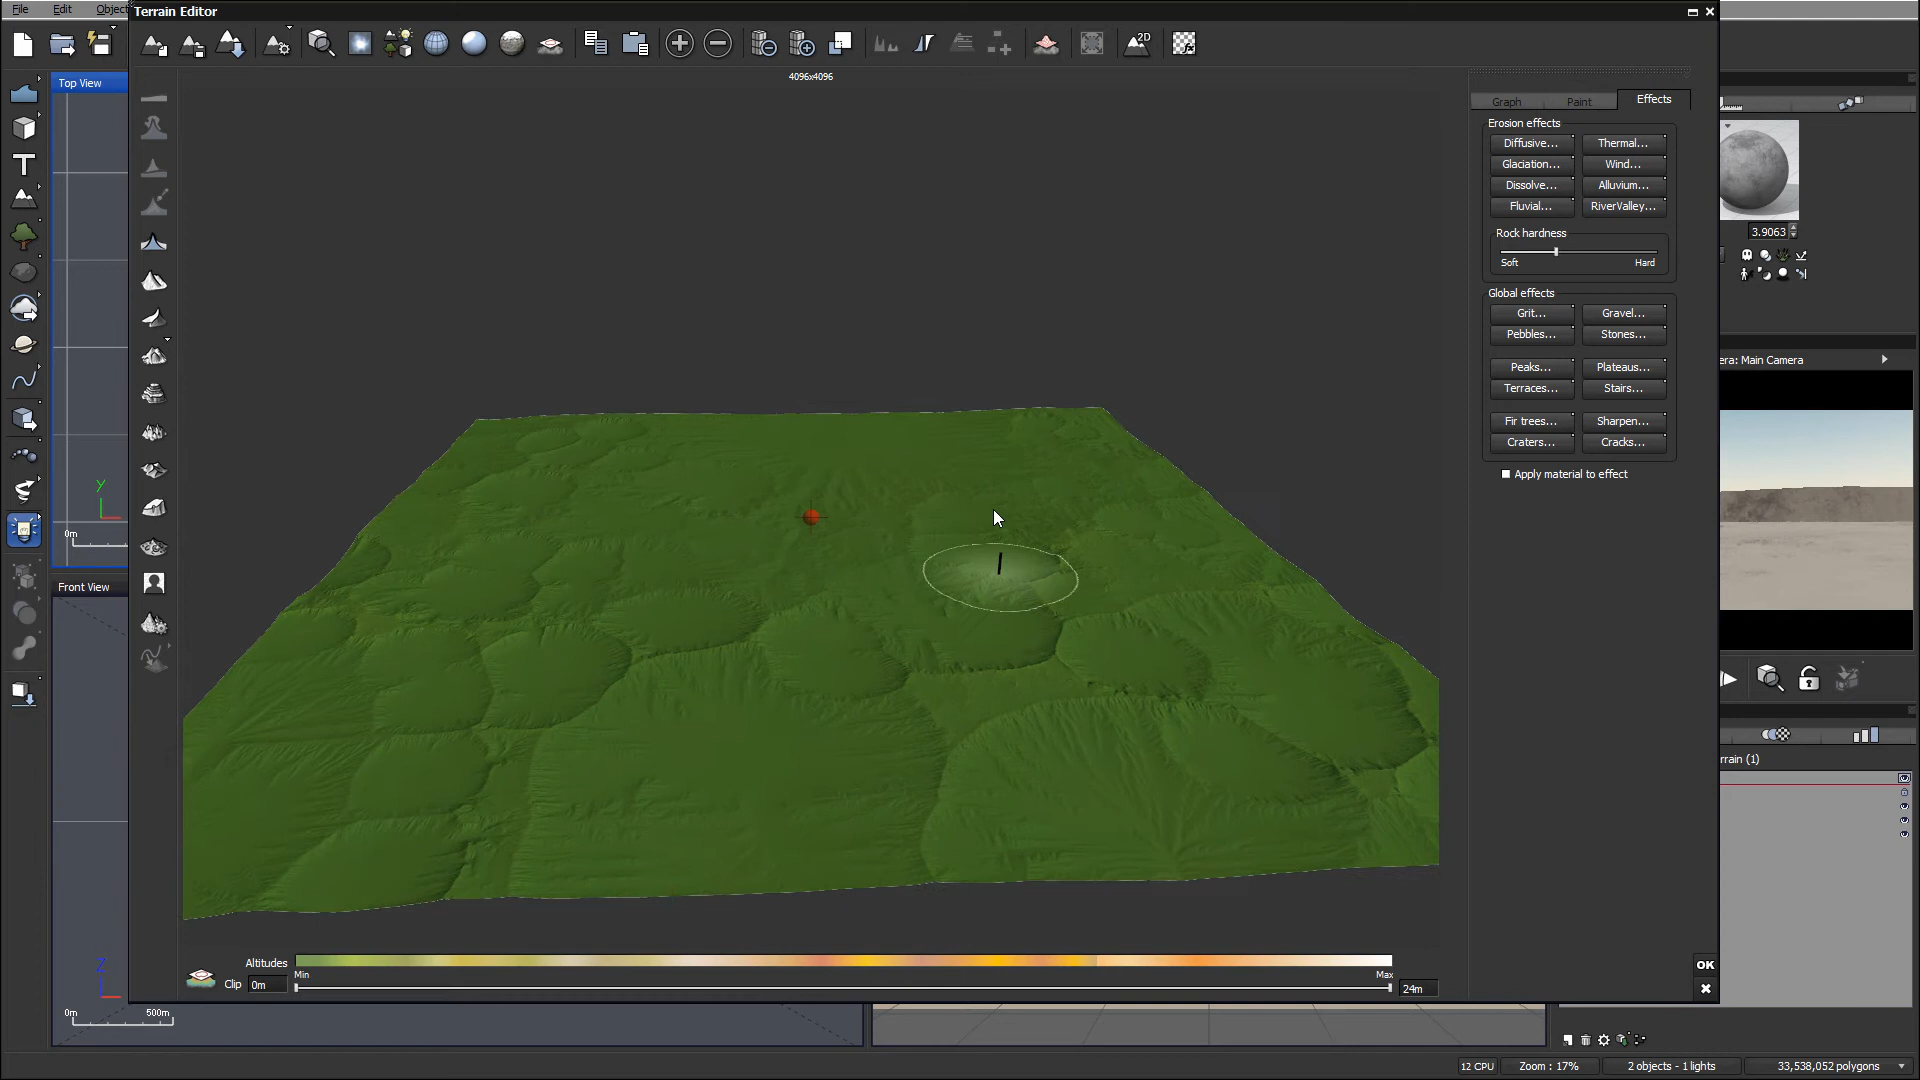 File Edit Object
Terrain Editor
2D
4096x4096
Top View
Y
0m
Front View
Z
0m 500m
Graph Paint Effects
Erosion effects
Diffusive... Thermal...
Glaciation... Wind...
Dissolve... Alluvium...
Fluvial... RiverValley...
Rock hardness
Soft Hard
Global effects
Grit... Gravel...
Pebbles... Stones...
Peaks... Plateaus...
Terraces... Stairs...
Fir trees... Sharpen...
Craters... Cracks...
Apply material to effect
3.9063
era: Main Camera
rrain (1)
Altitudes
Min Max
Clip 0m 24m
OK
12 CPU Zoom : 17% 2 objects - 1 lights 33,538,052 polygons